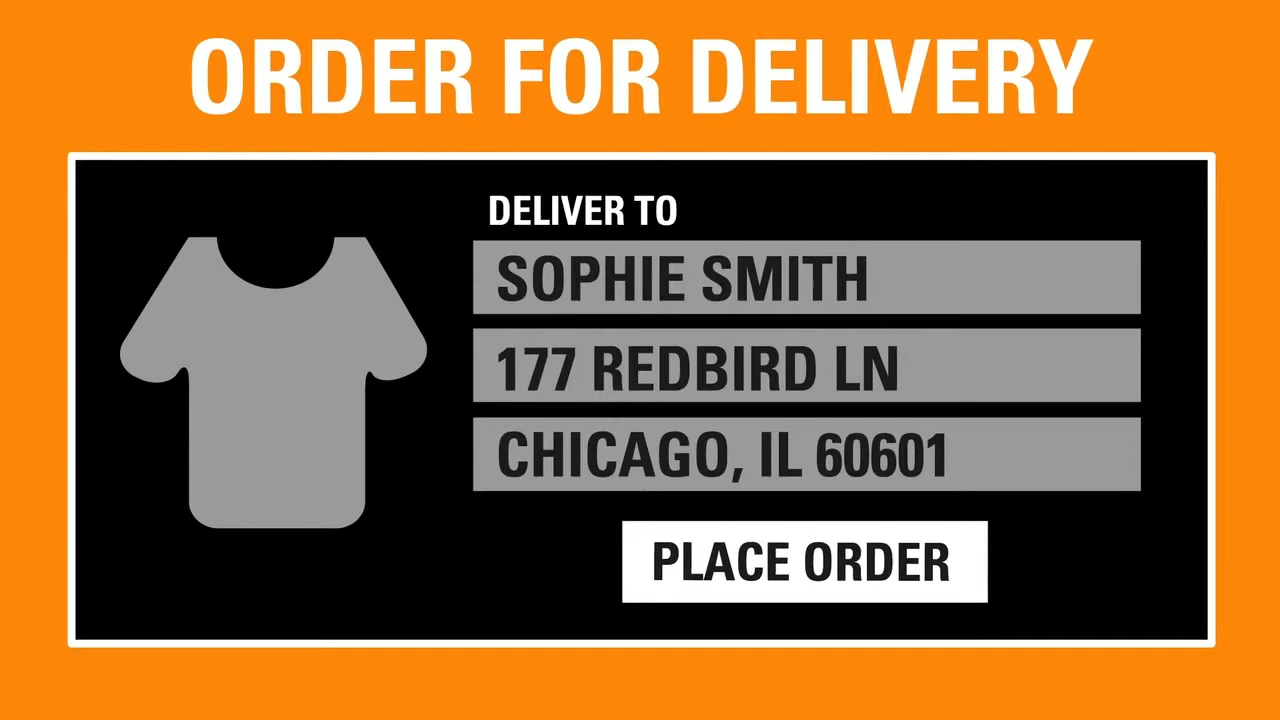 ORDER FOR DELIVERY
DELIVER TO
SOPHIE SMITH
177 REDBIRD LN
CHICAGO, IL 60601
PLACE ORDER